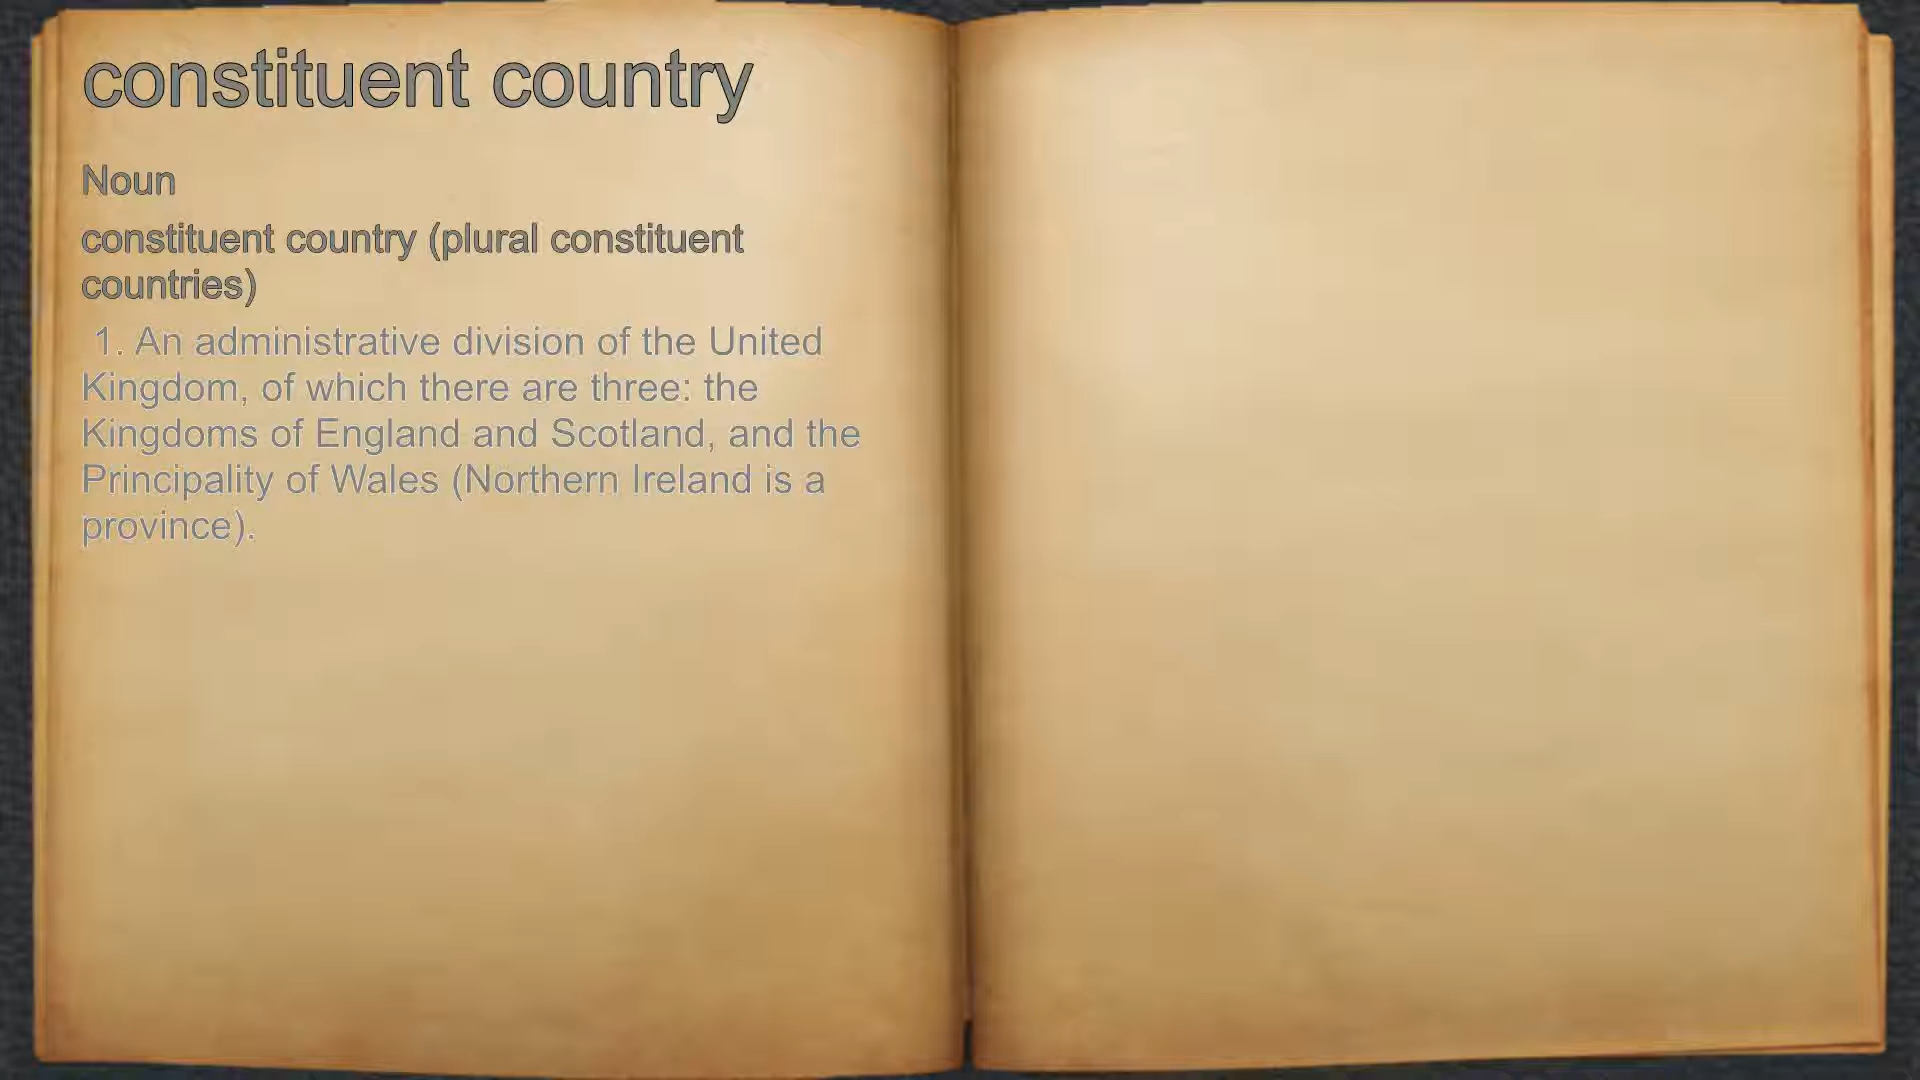 constituent country
Noun
constituent country (plural constituent
countries)
1. An administrative division of the United
Kingdom, of which there are three: the
Kingdoms of England and Scotland, and the
Principality of Wales (Northern Ireland is a
province).